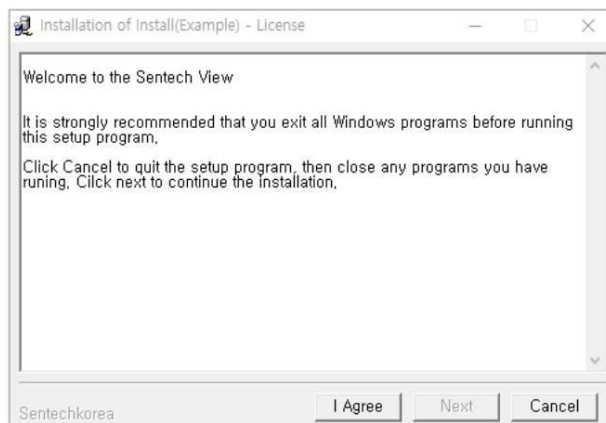 Installation of Install(Example) - License
Welcome to the Sentech View
It is strongly recommended that you exit all Windows programs before running
this setup program,
Click Cancel to quit the setup program, then close any programs you have
runing, Cilck next to continue the installation,
Sentechkorea
I Agree
Next
Cancel